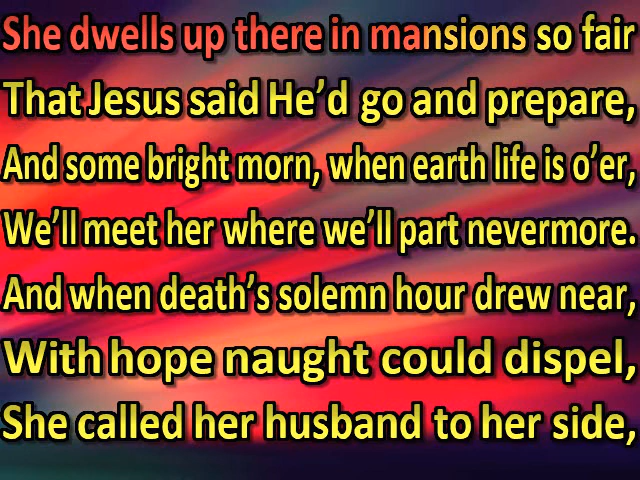 She dwells up there in mansions so fair
That Jesus said He’d go and prepare,
And some bright morn, when earth life is o’er,
We’ll meet her where we’ll part nevermore.
And when death’s solemn hour drew near,
With hope naught could dispel,
She called her husband to her side,